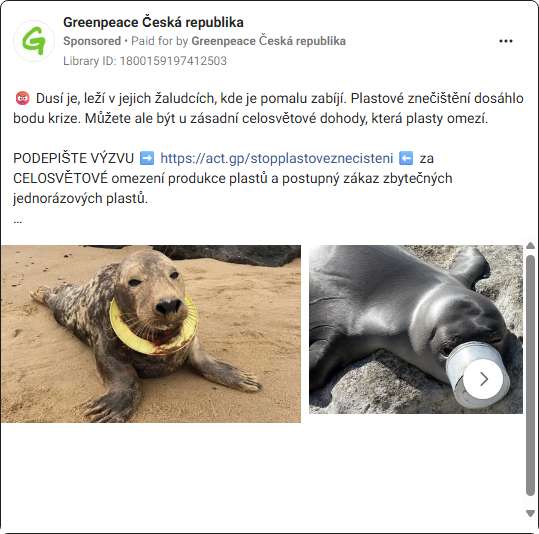 Greenpeace Česká republika
Sponsored • Paid for by Greenpeace Česká republika
Library ID: 1800159197412503
😡 Dusí je, leží v jejich žaludcích, kde je pomalu zabíjí. Plastové znečištění dosáhlo
bodu krize. Můžete ale být u zásadní celosvětové dohody, která plasty omezí.
PODEPIŠTE VÝZVU ➡️ https://act.gp/stopplastoveznecisteni ⬅️ za
CELOSVĚTOVÉ omezení produkce plastů a postupný zákaz zbytečných
jednorázových plastů.
...